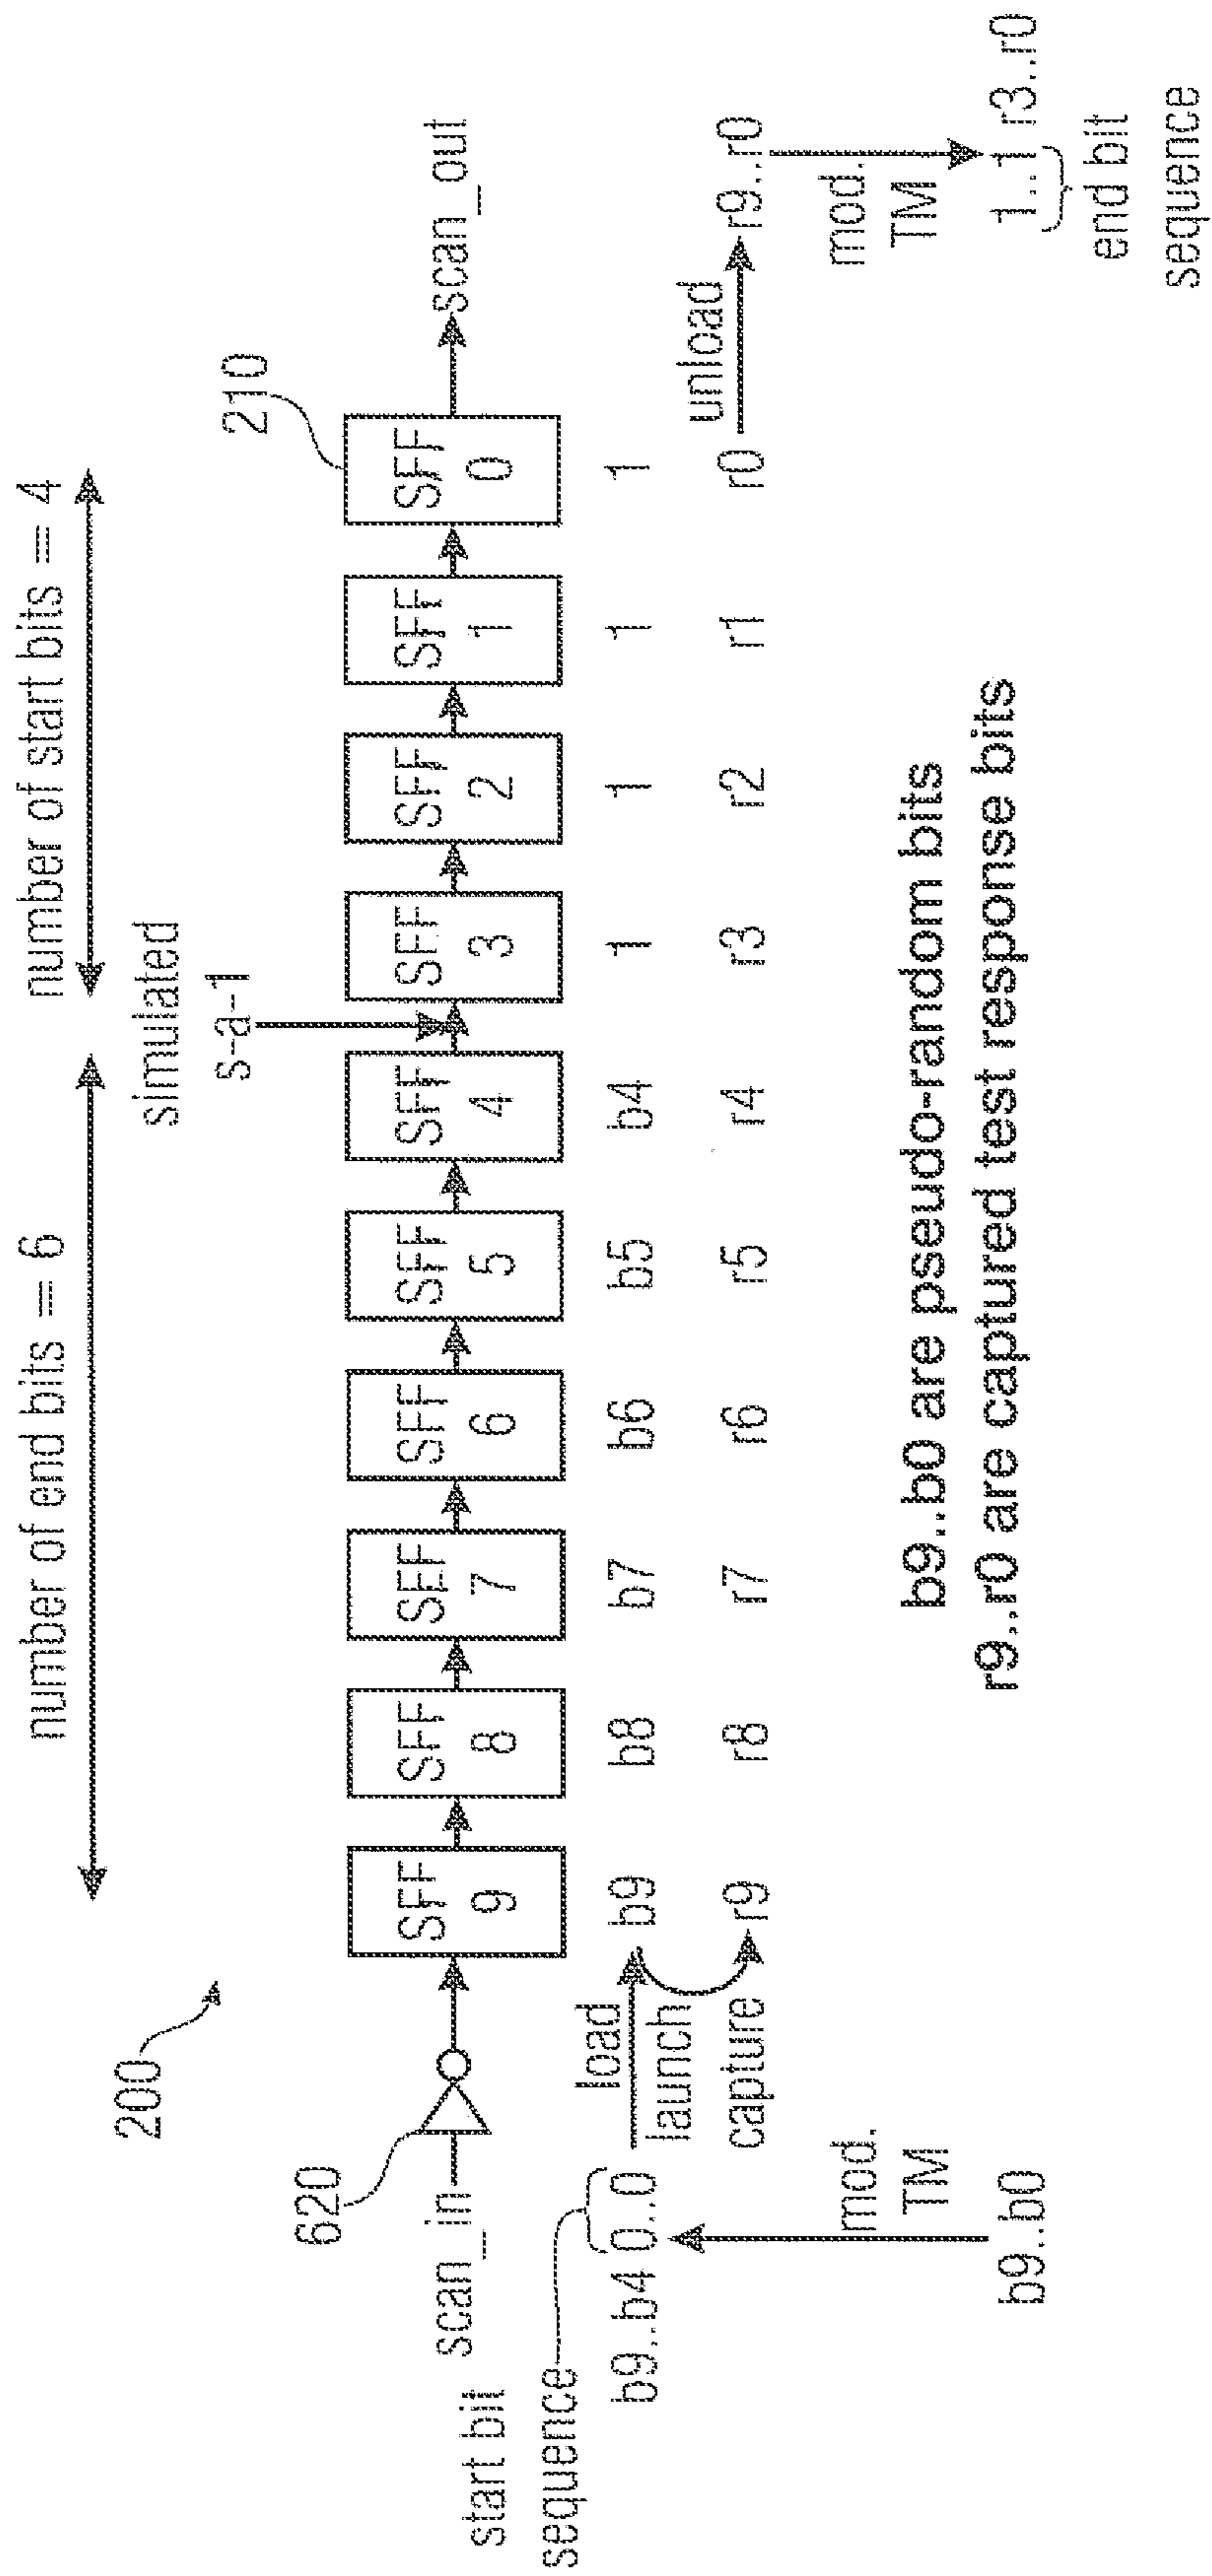 number of end bits = 6
number of start bits = 4
200
simulated
s-a-1
210
620
scan_in
SFF 9
SFF 8
SFF 7
SFF 6
SFF 5
SFF 4
SFF 3
SFF 2
SFF 1
SFF 0
scan_out
start bit
sequence
b9..b4 0..0
load
launch
capture
b9 b8 b7 b6 b5 b4 1 1 1 1
r9 r8 r7 r6 r5 r4 r3 r2 r1 r0
unload
r9..r0
mod.
TM
b9..b0
mod.
TM
1..1 r3..r0
end bit
sequence
b9..b0 are pseudo-random bits
r9..r0 are captured test response bits